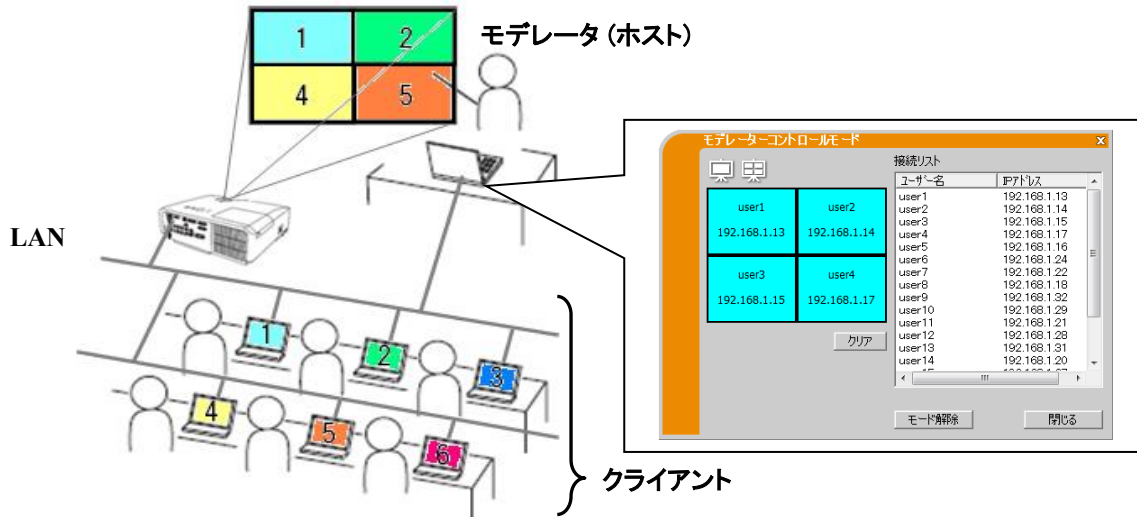 モデレータ (ホスト)
1
2
4
5
LAN
1
2
3
4
5
6
クライアント
モデレーターコントロールモード
x
user1
192.168.1.13
user2
192.168.1.14
user3
192.168.1.15
user4
192.168.1.17
クリア
接続リスト
ユーザー名 IPアドレス
user1 192.168.1.13
user2 192.168.1.14
user3 192.168.1.15
user4 192.168.1.17
user5 192.168.1.16
user6 192.168.1.24
user7 192.168.1.22
user8 192.168.1.18
user9 192.168.1.32
user10 192.168.1.29
user11 192.168.1.21
user12 192.168.1.28
user13 192.168.1.31
user14 192.168.1.20
モード解除
閉じる